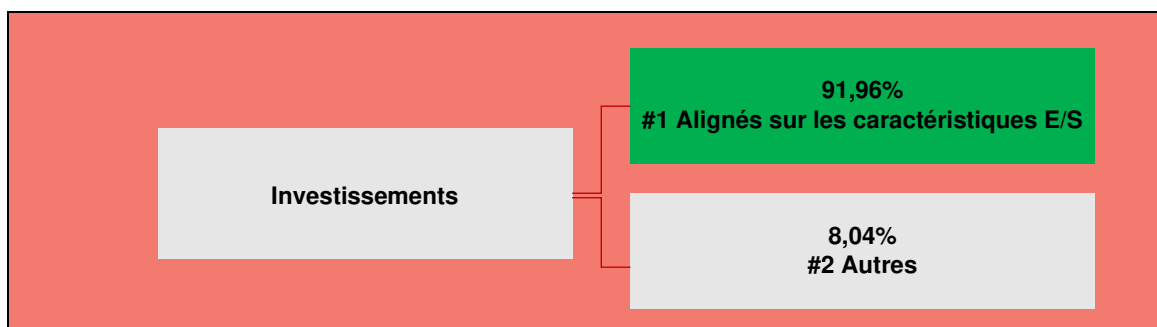 91,96%
#1 Alignés sur les caractéristiques E/S
Investissements
8,04%
#2 Autres